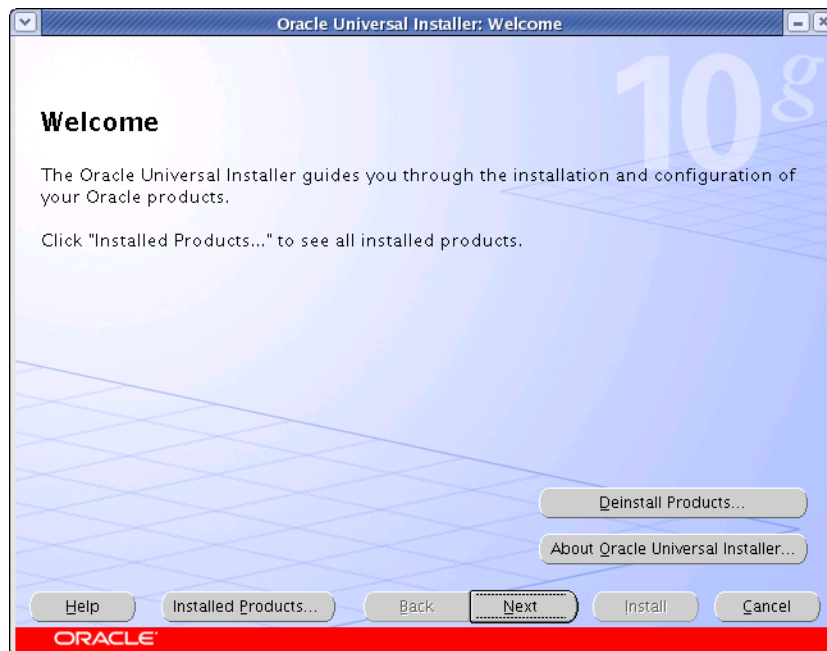 Oracle Universal Installer: Welcome
10g
Welcome
The Oracle Universal Installer guides you through the installation and configuration of
your Oracle products.
Click "Installed Products..." to see all installed products.
Deinstall Products...
About Oracle Universal Installer...
Help Installed Products... Back Next Install Cancel
ORACLE